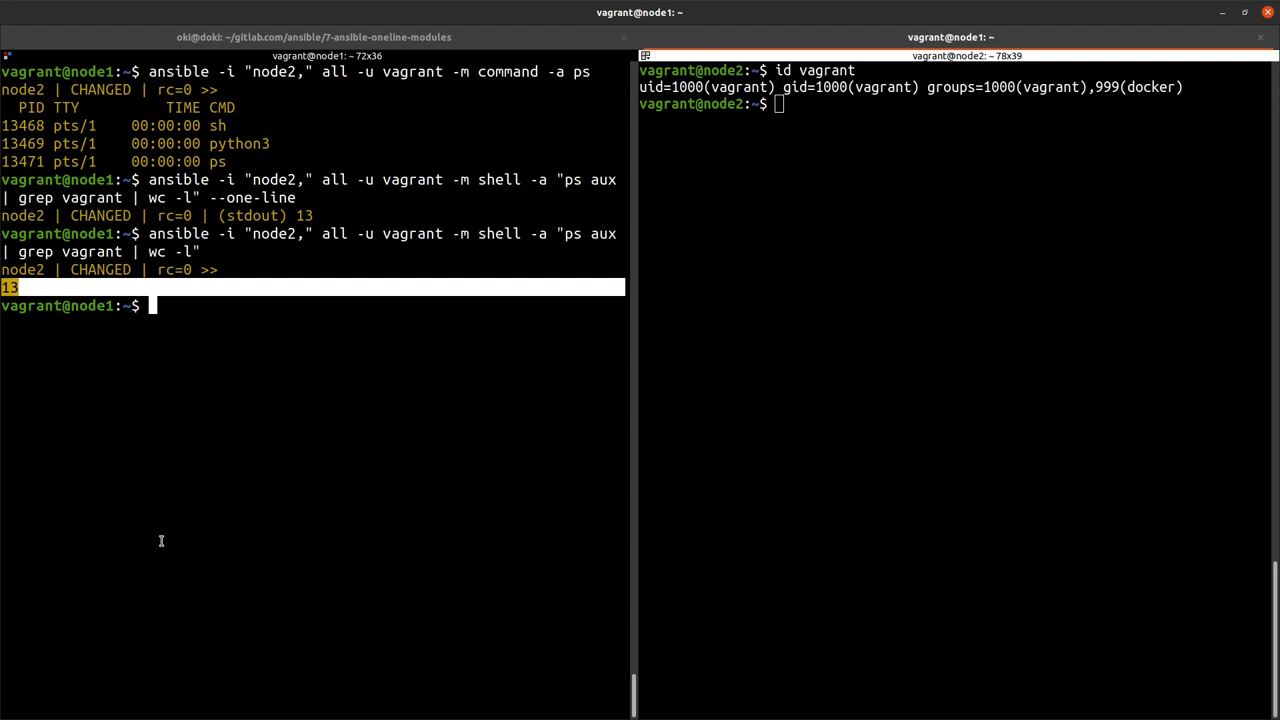 vagrant@node1: ~
oki@doki: ~/gitlab.com/ansible/7-ansible-oneline-modules
vagrant@node1: ~
vagrant@node1: ~ 72x36
vagrant@node1:~$ ansible -i "node2," all -u vagrant -m command -a ps
node2 | CHANGED | rc=0 >>
PID TTY TIME CMD
13468 pts/1 00:00:00 sh
13469 pts/1 00:00:00 python3
13471 pts/1 00:00:00 ps
vagrant@node1:~$ ansible -i "node2," all -u vagrant -m shell -a "ps aux
| grep vagrant | wc -l" --one-line
node2 | CHANGED | rc=0 | (stdout) 13
vagrant@node1:~$ ansible -i "node2," all -u vagrant -m shell -a "ps aux
| grep vagrant | wc -l"
node2 | CHANGED | rc=0 >>
13
vagrant@node1:~$
vagrant@node2: ~ 78x39
vagrant@node2:~$ id vagrant
uid=1000(vagrant) gid=1000(vagrant) groups=1000(vagrant),999(docker)
vagrant@node2:~$